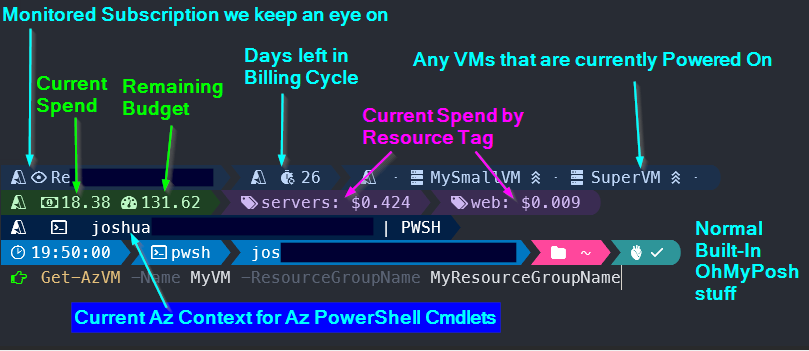 Monitored Subscription we keep an eye on
Current
Spend
Remaining
Budget
Days left in
Billing Cycle
Any VMs that are currently Powered On
Current Spend by
Resource Tag
Re
26
· MySmallVM · SuperVM ·
18.38 131.62 servers: $0.424 web: $0.009
joshua | PWSH
19:50:00 pwsh jos ~
Get-AzVM -Name MyVM -ResourceGroupName MyResourceGroupName
Normal
Built-In
OhMyPosh
stuff
Current Az Context for Az PowerShell Cmdlets